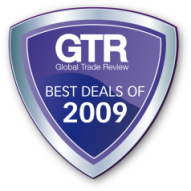 GTR
Global Trade Review
BEST DEALS OF
2009